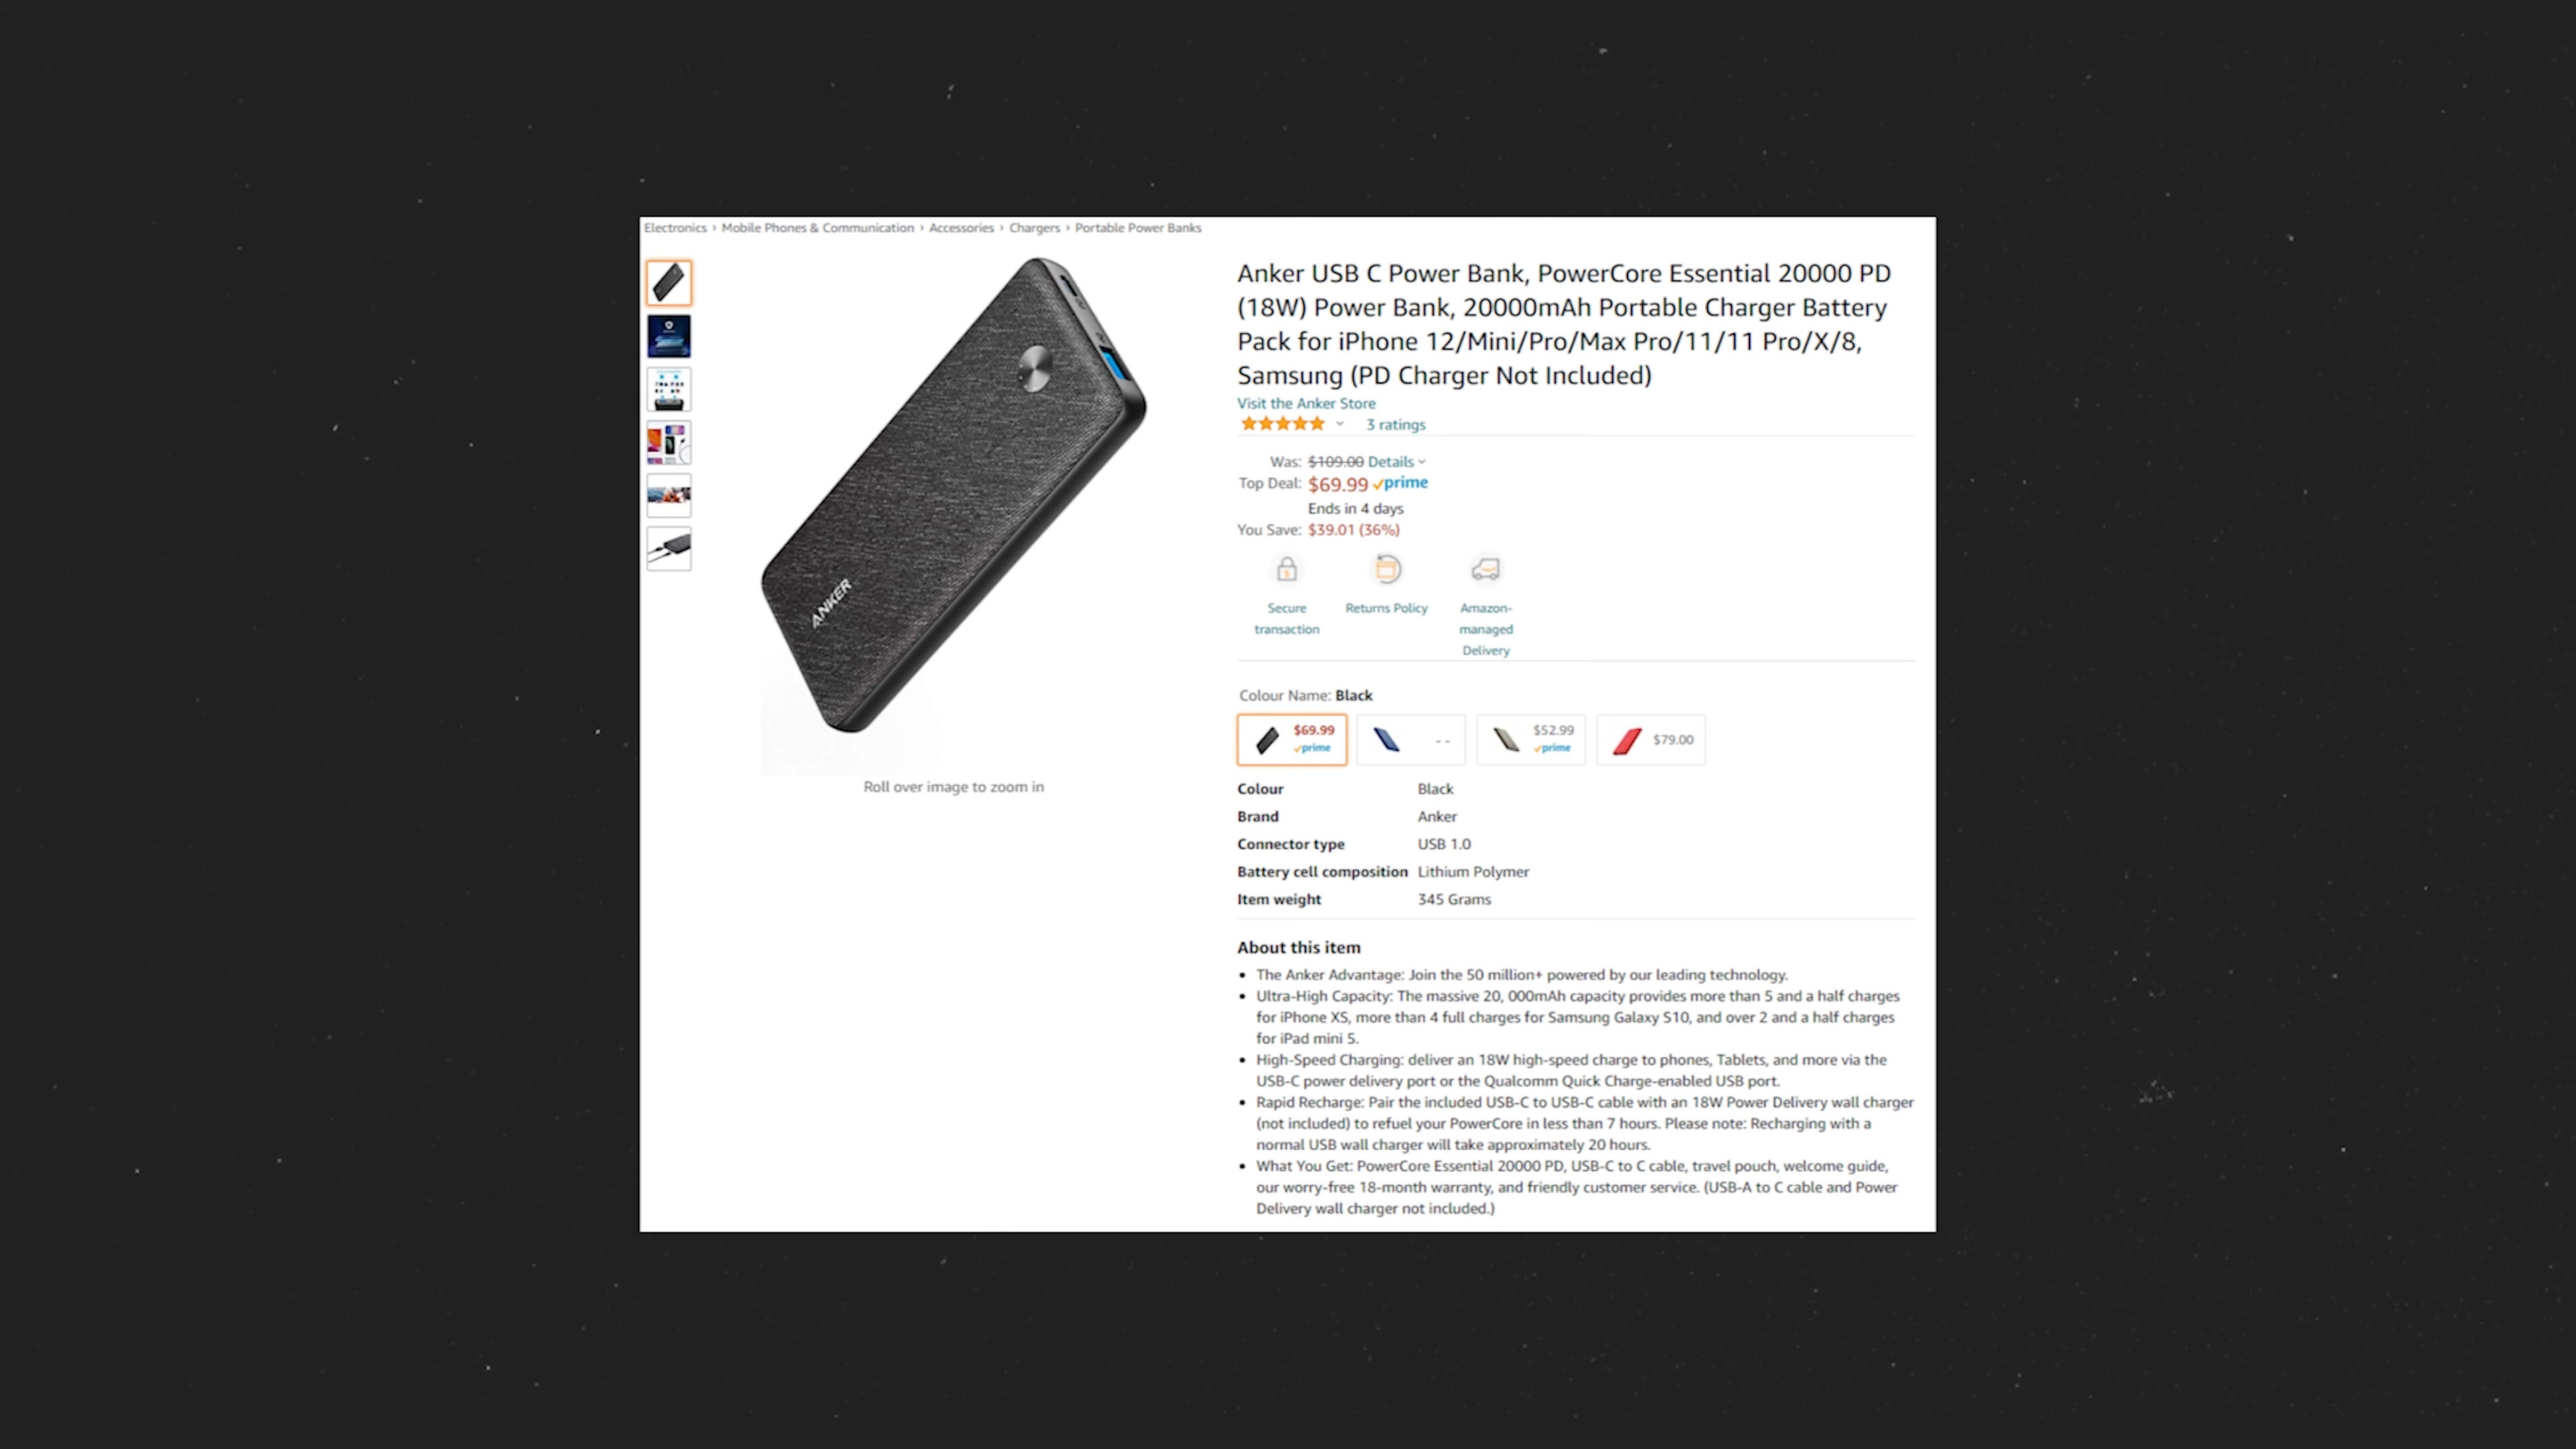 Electronics › Mobile Phones & Communication › Accessories › Chargers › Portable Power Banks
ANKER
Roll over image to zoom in
Anker USB C Power Bank, PowerCore Essential 20000 PD
(18W) Power Bank, 20000mAh Portable Charger Battery
Pack for iPhone 12/Mini/Pro/Max Pro/11/11 Pro/X/8,
Samsung (PD Charger Not Included)
Visit the Anker Store
3 ratings
Was: $109.00 Details
Top Deal: $69.99 prime
Ends in 4 days
You Save: $39.01 (36%)
Secure
transaction
Returns Policy
Amazon-
managed
Delivery
Colour Name: Black
$69.99
prime
- -
$52.99
prime
$79.00
Colour Black
Brand Anker
Connector type USB 1.0
Battery cell composition Lithium Polymer
Item weight 345 Grams
About this item
• The Anker Advantage: Join the 50 million+ powered by our leading technology.
• Ultra-High Capacity: The massive 20, 000mAh capacity provides more than 5 and a half charges
for iPhone XS, more than 4 full charges for Samsung Galaxy S10, and over 2 and a half charges
for iPad mini 5.
• High-Speed Charging: deliver an 18W high-speed charge to phones, Tablets, and more via the
USB-C power delivery port or the Qualcomm Quick Charge-enabled USB port.
• Rapid Recharge: Pair the included USB-C to USB-C cable with an 18W Power Delivery wall charger
(not included) to refuel your PowerCore in less than 7 hours. Please note: Recharging with a
normal USB wall charger will take approximately 20 hours.
• What You Get: PowerCore Essential 20000 PD, USB-C to C cable, travel pouch, welcome guide,
our worry-free 18-month warranty, and friendly customer service. (USB-A to C cable and Power
Delivery wall charger not included.)